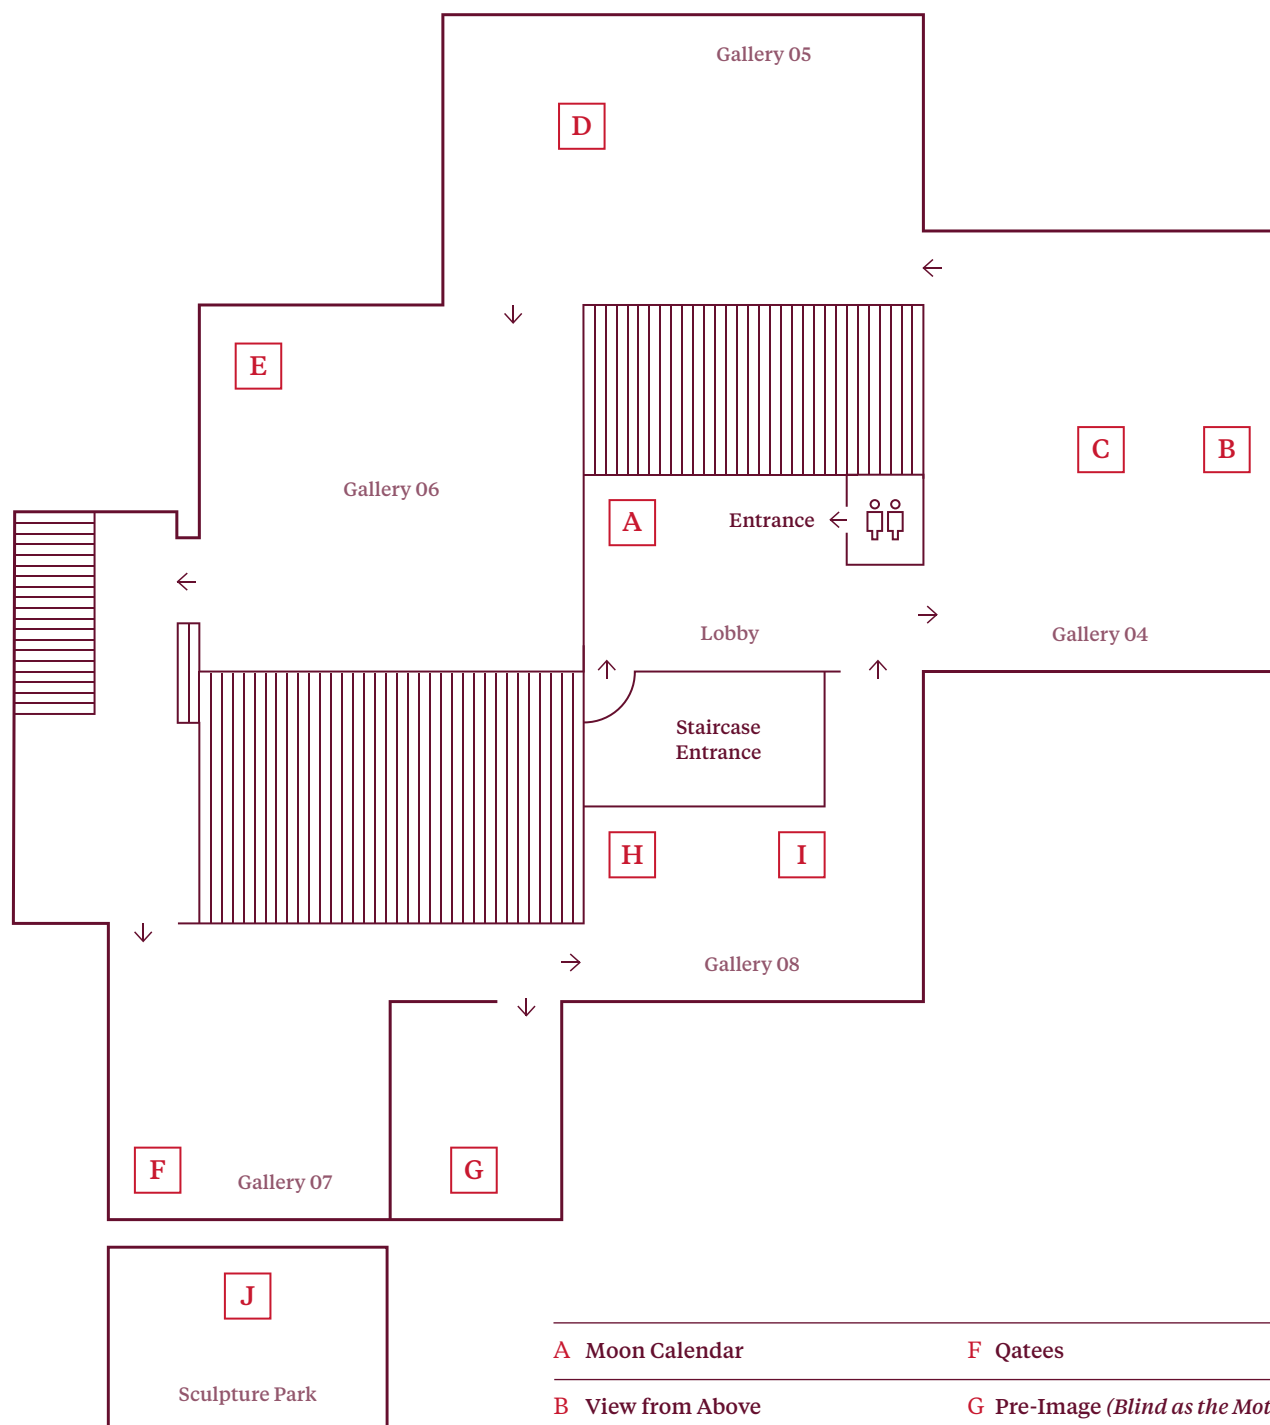 Gallery 05
D
E
C
B
Gallery 06
A
Entrance
Lobby
Gallery 04
Staircase
Entrance
H
I
Gallery 08
F
G
Gallery 07
J
Sculpture Park
A Moon Calendar
F Qatees
B View from Above
G Pre-Image (Blind as the